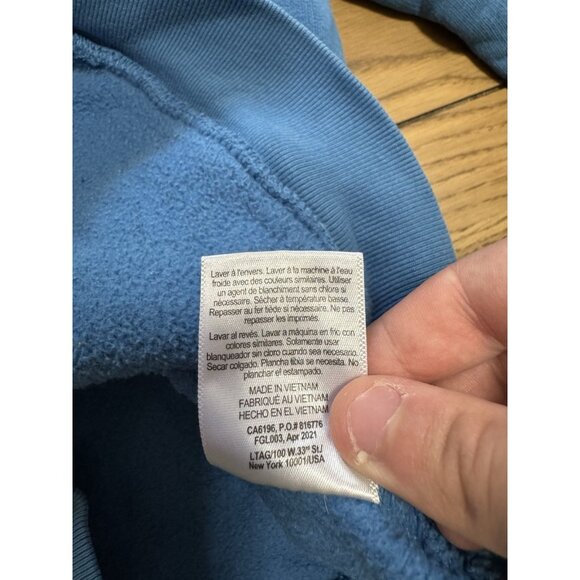 Laver à l'envers. Laver à la machine à l'eau
froide avec des couleurs similaires. Utiliser
un agent de blanchiment sans chlore si
nécessaire. Sécher à température basse.
Repasser au fer tiède si nécessaire. Ne pas
repasser les imprimés.
Lavar al revés. Lavar a máquina en frio con
colores similares. Solamente usar
blanqueador sin cloro cuando sea necesario.
Secar colgado. Plancha tibia se necesita. No
planchar el estampado.
MADE IN VIETNAM
FABRIQUÉ AU VIETNAM
HECHO EN EL VIETNAM
CA6196, P.O.# 816776
FGL003, Apr 2021
LTAG/100 W.33rd St./
New York 10001/USA